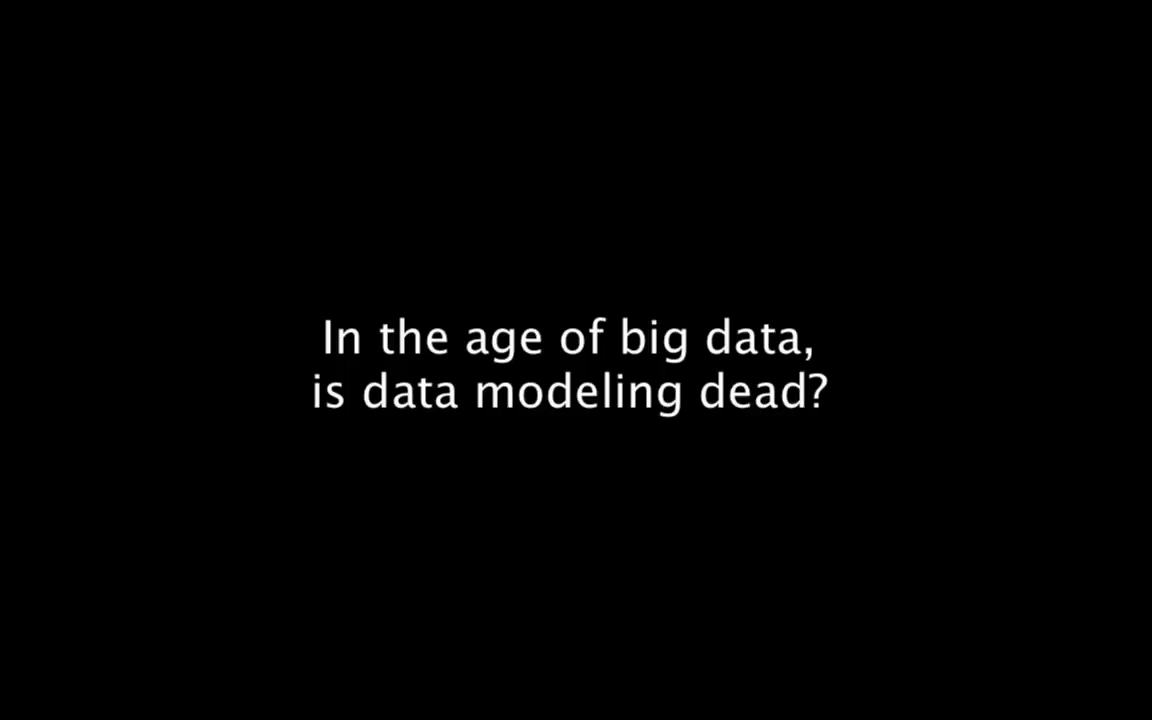 In the age of big data,
is data modeling dead?